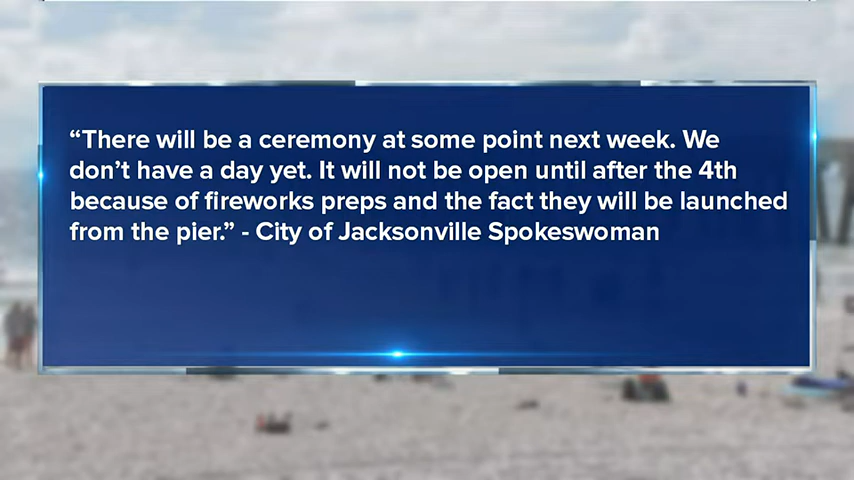 “There will be a ceremony at some point next week. We
don’t have a day yet. It will not be open until after the 4th
because of fireworks preps and the fact they will be launched
from the pier.” - City of Jacksonville Spokeswoman